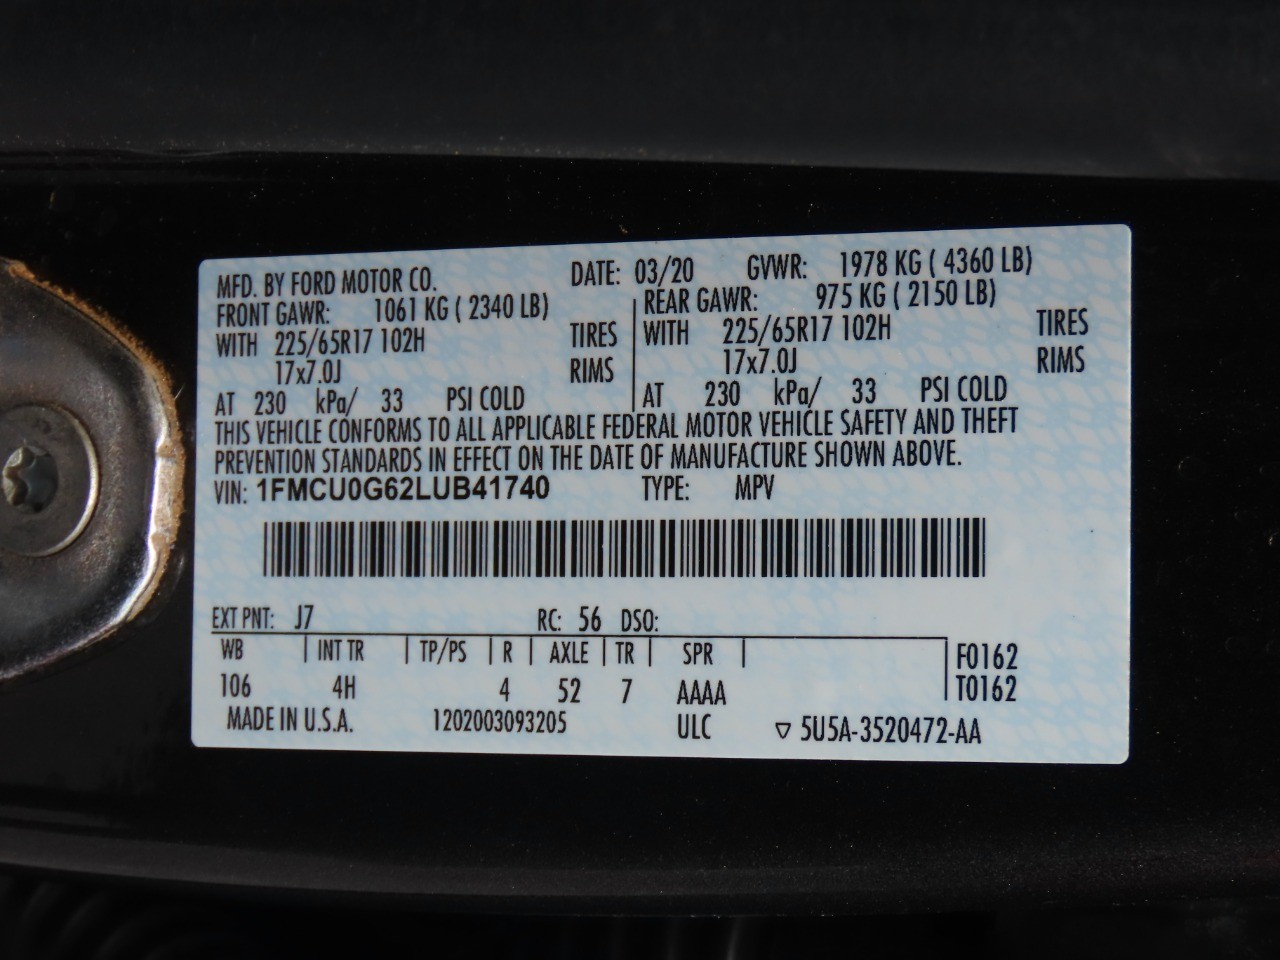 MFD. BY FORD MOTOR CO. DATE: 03/20 GVWR: 1978 KG ( 4360 LB)
FRONT GAWR: 1061 KG ( 2340 LB) REAR GAWR: 975 KG ( 2150 LB)
WITH 225/65R17 102H TIRES WITH 225/65R17 102H TIRES
17x7.0J RIMS 17x7.0J RIMS
AT 230 kPa/ 33 PSI COLD AT 230 kPa/ 33 PSI COLD
THIS VEHICLE CONFORMS TO ALL APPLICABLE FEDERAL MOTOR VEHICLE SAFETY AND THEFT
PREVENTION STANDARDS IN EFFECT ON THE DATE OF MANUFACTURE SHOWN ABOVE.
VIN: 1FMCU0G62LUB41740 TYPE: MPV
EXT PNT: J7 RC: 56 DSO:
WB INT TR TP/PS R AXLE TR SPR F0162
106 4H 4 52 7 AAAA T0162
MADE IN U.S.A. 1202003093205 ULC ▽ 5U5A-3520472-AA